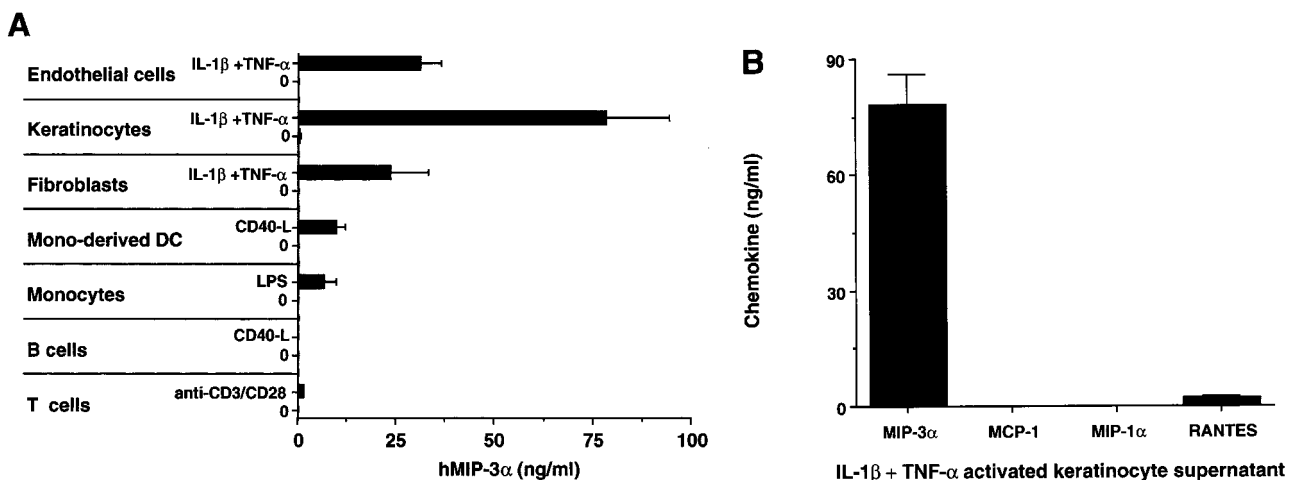 A
Endothelial cells IL-1β +TNF-α
0
Keratinocytes IL-1β +TNF-α
0
Fibroblasts IL-1β +TNF-α
0
Mono-derived DC CD40-L
0
Monocytes LPS
0
B cells CD40-L
0
T cells anti-CD3/CD28
0
0 25 50 75 100
hMIP-3α (ng/ml)
B
90
60
30
0
Chemokine (ng/ml)
MIP-3α MCP-1 MIP-1α RANTES
IL-1β + TNF-α activated keratinocyte supernatant